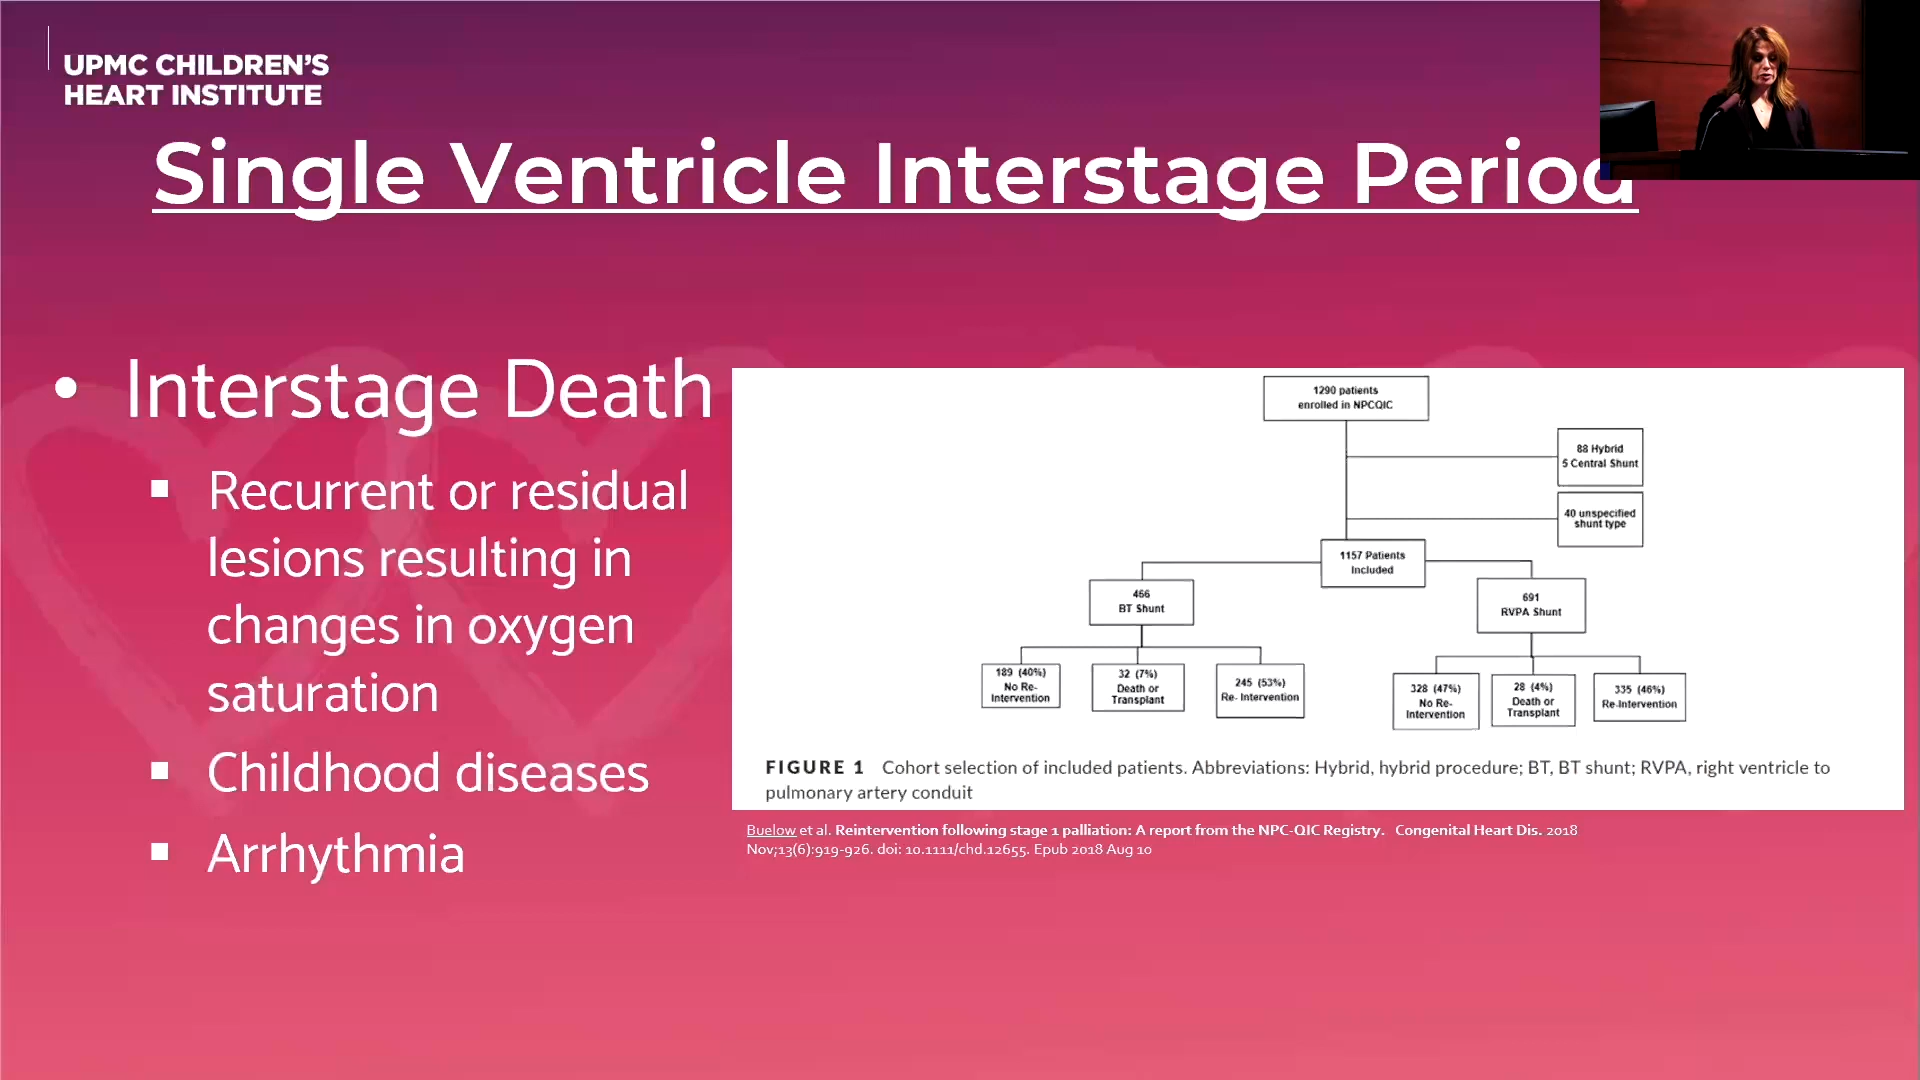 UPMC CHILDREN'S
HEART INSTITUTE
Single Ventricle Interstage Period
• Interstage Death
▪ Recurrent or residual
lesions resulting in
changes in oxygen
saturation
▪ Childhood diseases
▪ Arrhythmia
1290 patients
enrolled in NPCQIC
88 Hybrid
5 Central Shunt
40 unspecified
shunt type
1157 Patients
Included
466
BT Shunt
691
RVPA Shunt
189 (40%)
No Re-
Intervention
32 (7%)
Death or
Transplant
245 (53%)
Re- Intervention
328 (47%)
No Re-
Intervention
28 (4%)
Death or
Transplant
335 (46%)
Re-Intervention
FIGURE 1 Cohort selection of included patients. Abbreviations: Hybrid, hybrid procedure; BT, BT shunt; RVPA, right ventricle to
pulmonary artery conduit
Buelow et al. Reintervention following stage 1 palliation: A report from the NPC-QIC Registry. Congenital Heart Dis. 2018
Nov;13(6):919-926. doi: 10.1111/chd.12655. Epub 2018 Aug 10